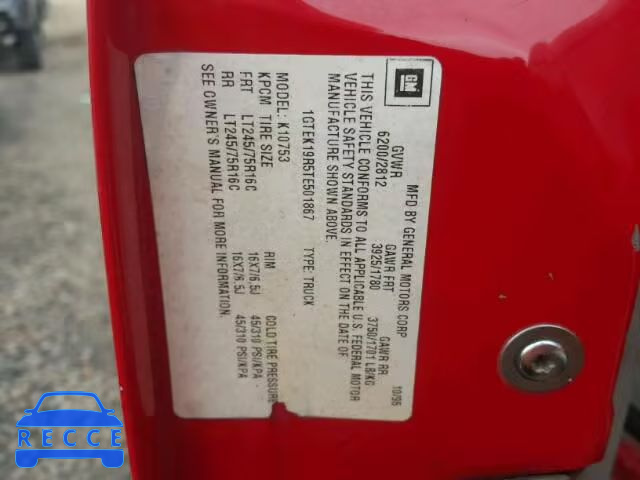 GM
MFD BY GENERAL MOTORS CORP 10/95
GVWR GAWR FRT GAWR RR
6200/2812 3925/1780 3750/1701 LB/KG
THIS VEHICLE CONFORMS TO ALL APPLICABLE U.S. FEDERAL MOTOR
VEHICLE SAFETY STANDARDS IN EFFECT ON THE DATE OF
MANUFACTURE SHOWN ABOVE.
1GTEK19R5TE501867 TYPE: TRUCK
MODEL: K10753
KPCM TIRE SIZE RIM COLD TIRE PRESSURE
FRT LT245/75R16C 16X7/6.5J 45/310 PSI/KPA
RR LT245/75R16C 16X7/6.5J 45/310 PSI/KPA
SEE OWNER'S MANUAL FOR MORE INFORMATION.
RECCE